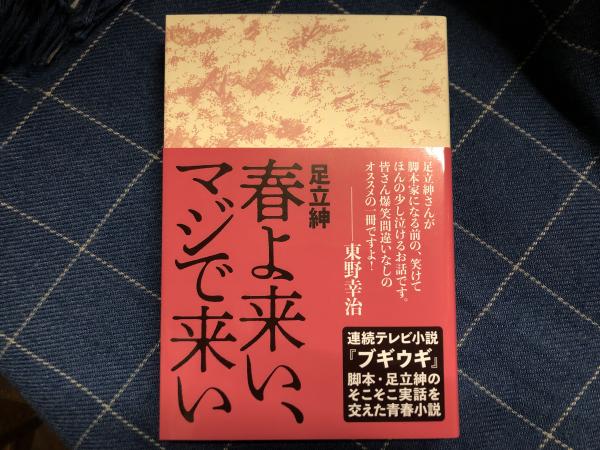 足立紳さんが
脚本家になる前の、笑けて
ほんの少し泣けるお話です。
皆さん爆笑間違いなしの
オススメの一冊ですよ！
──東野幸治
足立紳
春よ来い、
マジで来い
連続テレビ小説
『ブギウギ』
脚本・足立紳の
そこそこ実話を
交えた青春小説